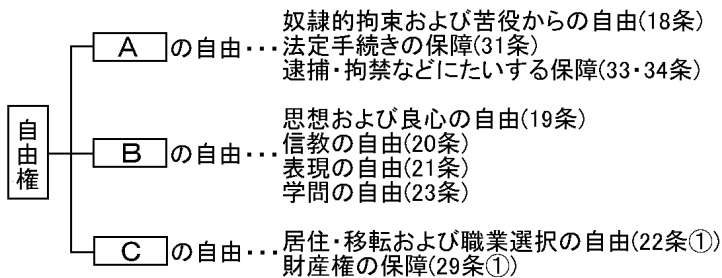 奴隷的拘束および苦役からの自由(18条)
A の自由･･･法定手続きの保障(31条)
逮捕・拘禁などにたいする保障(33・34条)
自由権
思想および良心の自由(19条)
B の自由･･･信教の自由(20条)
表現の自由(21条)
学問の自由(23条)
C の自由･･･居住・移転および職業選択の自由(22条①)
財産権の保障(29条①)